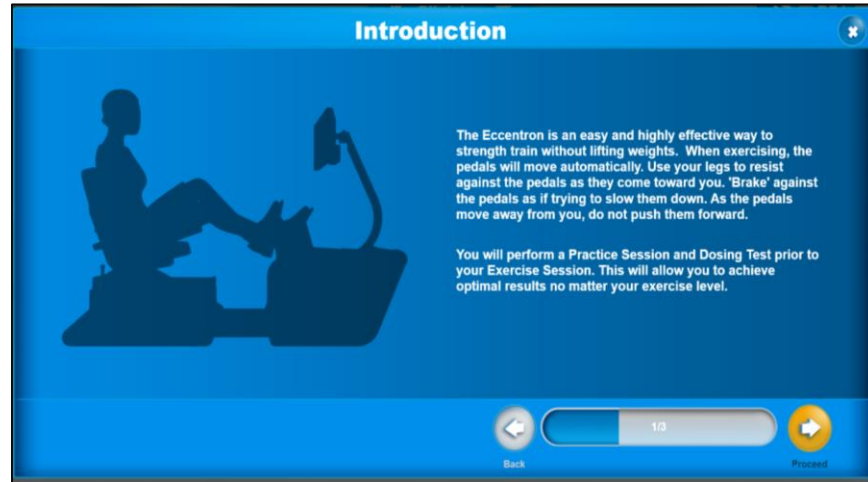 Introduction
The Eccentron is an easy and highly effective way to
strength train without lifting weights. When exercising, the
pedals will move automatically. Use your legs to resist
against the pedals as they come toward you. 'Brake' against
the pedals as if trying to slow them down. As the pedals
move away from you, do not push them forward.
You will perform a Practice Session and Dosing Test prior to
your Exercise Session. This will allow you to achieve
optimal results no matter your exercise level.
1/3
Back
Proceed